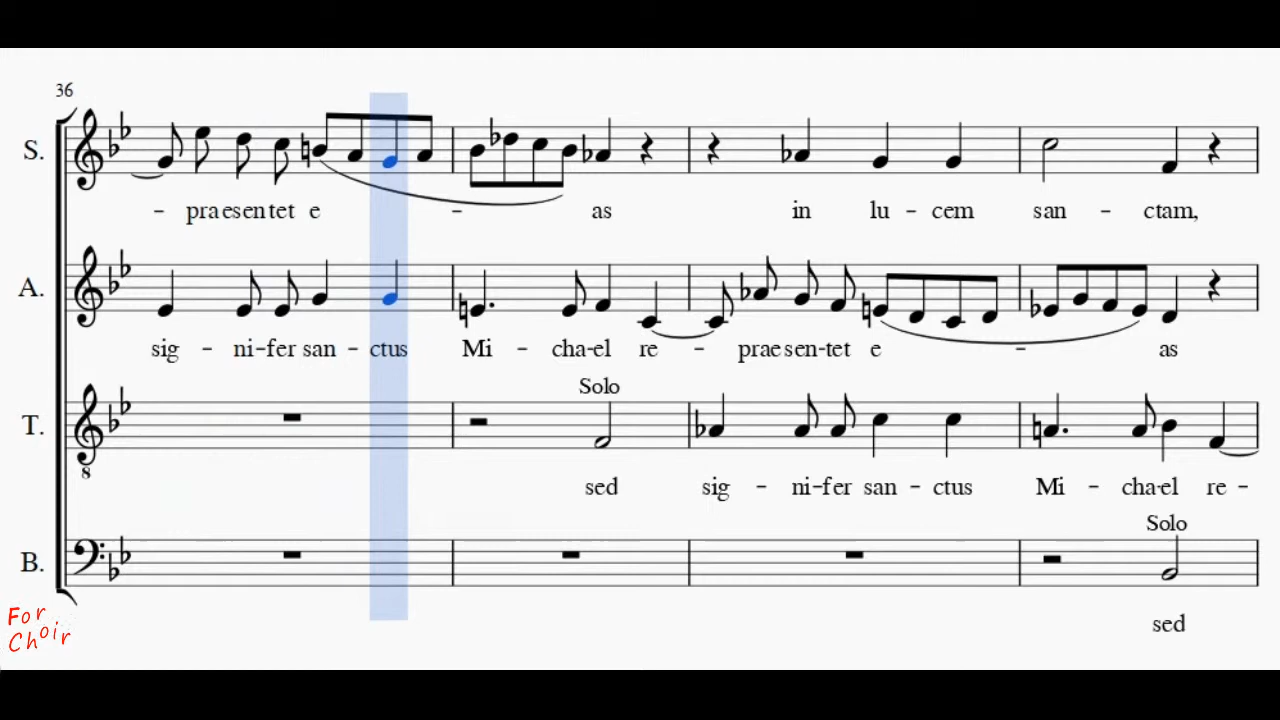 36
S.
- praesentet e - as in lu - cem san - ctam,
A.
sig - ni-fer san - ctus Mi - cha-el re - praesen-tet e - as
Solo
T.
8
sed sig - ni-fer san - ctus Mi - cha-el re -
Solo
B.
sed
For
Choir